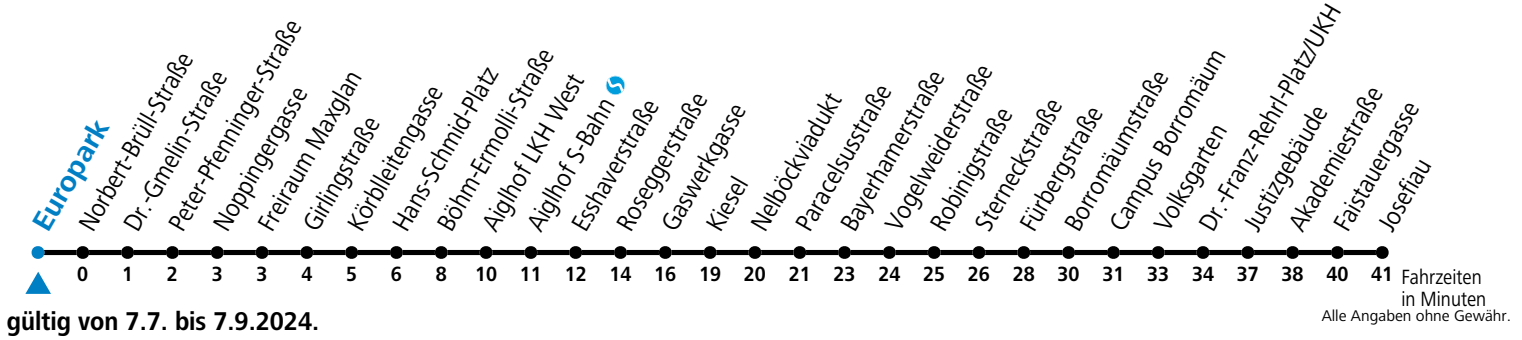 Europark
Norbert-Brüll-Straße
Dr.-Gmelin-Straße
Peter-Pfenninger-Straße
Noppingergasse
Freiraum Maxglan
Girlingstraße
Körblleitengasse
Hans-Schmid-Platz
Böhm-Ermolli-Straße
Aiglhof LKH West
Aiglhof S-Bahn
Esshaverstraße
Roseggerstraße
Gaswerkgasse
Kiesel
Nelböckviadukt
Paracelsusstraße
Bayerhamerstraße
Vogelweiderstraße
Robinigstraße
Sterneckstraße
Fürbergstraße
Borromäumstraße
Campus Borromäum
Volksgarten
Dr.-Franz-Rehrl-Platz/UKH
Justizgebäude
Akademiestraße
Faistauergasse
Josefiau
0 1 2 3 3 4 5 6 8 10 11 12 14 16 19 20 21 23 24 25 26 28 30 31 33 34 37 38 40 41
Fahrzeiten
in Minuten
Alle Angaben ohne Gewähr.
gültig von 7.7. bis 7.9.2024.